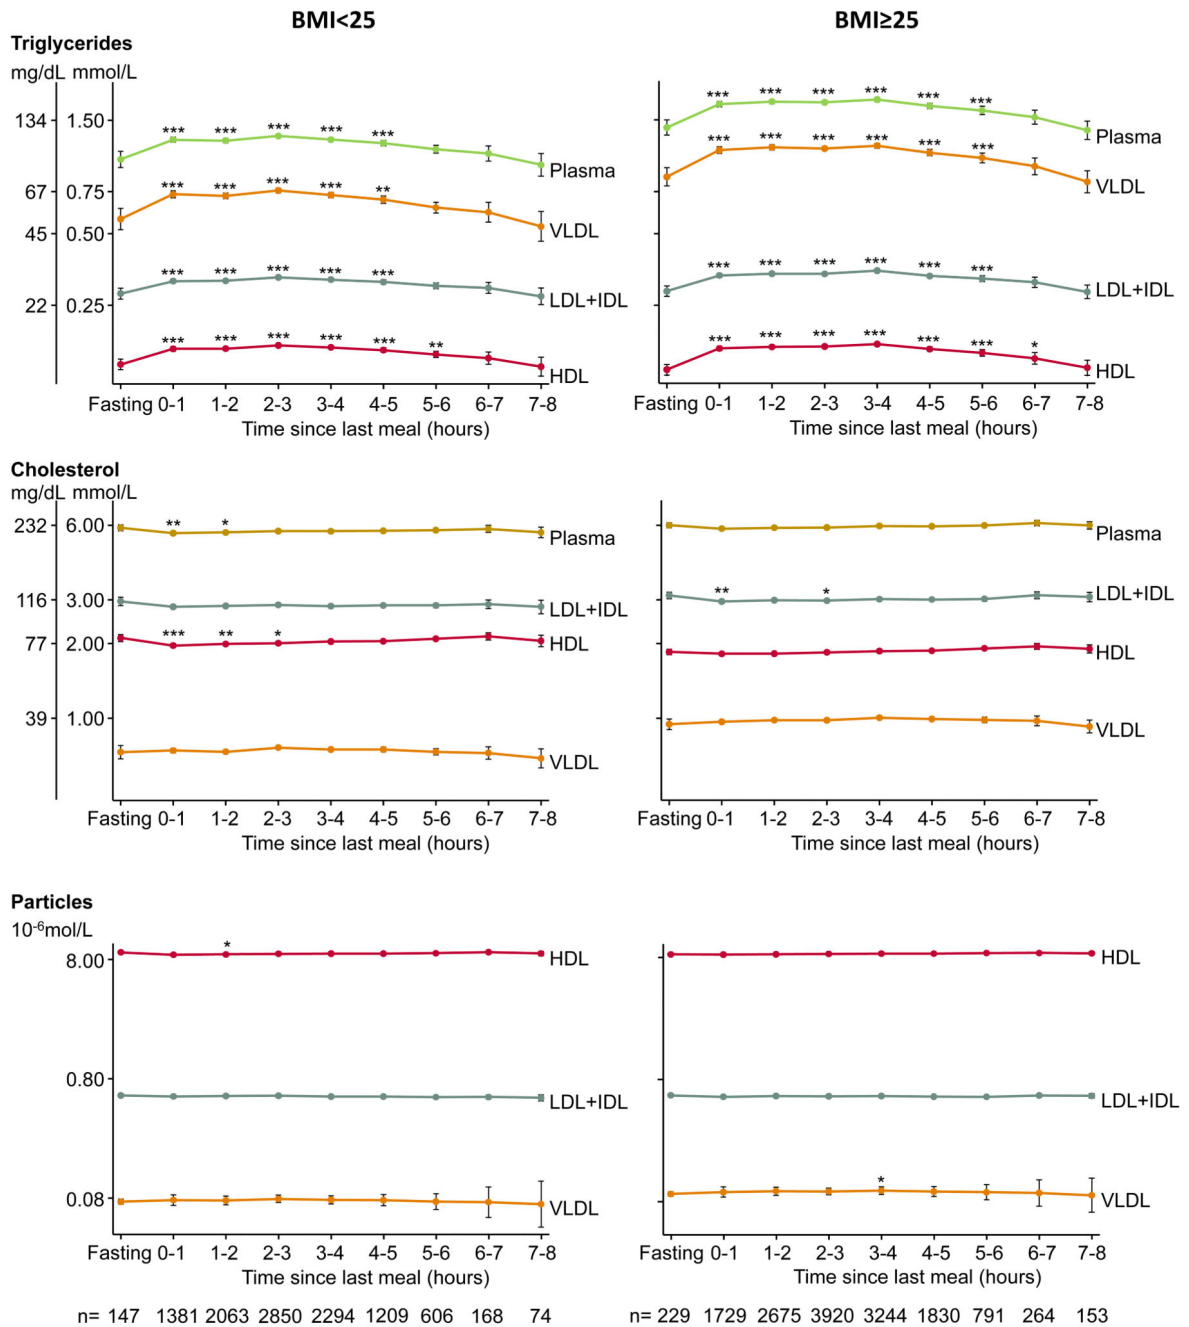 BMI<25 BMI≥25
Triglycerides
mg/dL mmol/L
134 1.50
67 0.75
45 0.50
22 0.25
*** *** *** *** *** Plasma
*** *** *** *** ** VLDL
*** *** *** *** *** LDL+IDL
*** *** *** *** *** ** HDL
Fasting 0-1 1-2 2-3 3-4 4-5 5-6 6-7 7-8
Time since last meal (hours)
*** *** *** *** *** *** Plasma
*** *** *** *** *** *** VLDL
*** *** *** *** *** *** LDL+IDL
*** *** *** *** *** *** * HDL
Fasting 0-1 1-2 2-3 3-4 4-5 5-6 6-7 7-8
Time since last meal (hours)
Cholesterol
mg/dL mmol/L
232 6.00
116 3.00
77 2.00
39 1.00
** * Plasma
LDL+IDL
*** ** * HDL
VLDL
Fasting 0-1 1-2 2-3 3-4 4-5 5-6 6-7 7-8
Time since last meal (hours)
Plasma
** * LDL+IDL
HDL
VLDL
Fasting 0-1 1-2 2-3 3-4 4-5 5-6 6-7 7-8
Time since last meal (hours)
Particles
10⁻⁶mol/L
8.00
0.80
0.08
* HDL
LDL+IDL
VLDL
Fasting 0-1 1-2 2-3 3-4 4-5 5-6 6-7 7-8
Time since last meal (hours)
n= 147 1381 2063 2850 2294 1209 606 168 74
HDL
LDL+IDL
* VLDL
Fasting 0-1 1-2 2-3 3-4 4-5 5-6 6-7 7-8
Time since last meal (hours)
n= 229 1729 2675 3920 3244 1830 791 264 153